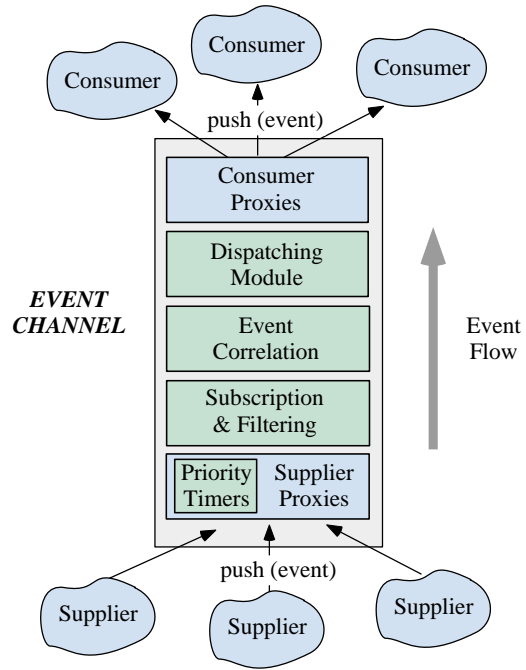 Consumer
Consumer
Consumer
push (event)
Consumer
Proxies
Dispatching
Module
EVENT
CHANNEL
Event
Correlation
Event
Flow
Subscription
& Filtering
Priority
Timers
Supplier
Proxies
push (event)
Supplier
Supplier
Supplier